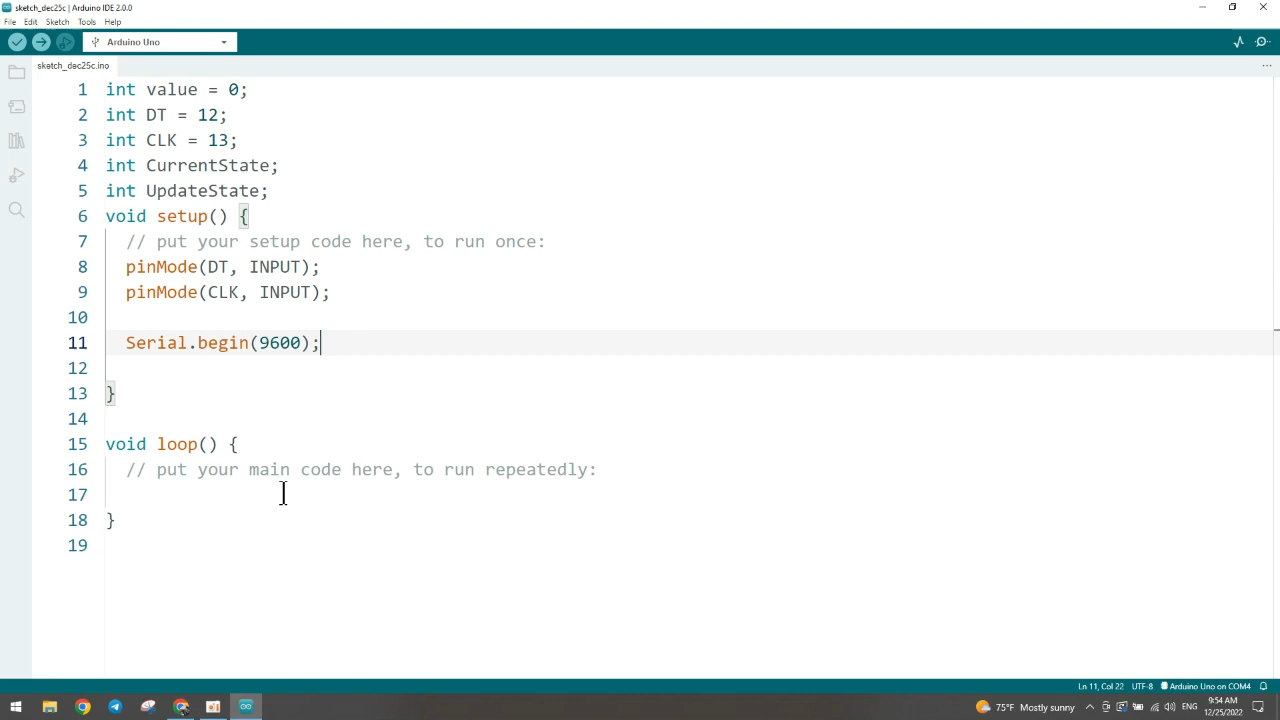 sketch_dec25c | Arduino IDE 2.0.0
File Edit Sketch Tools Help
Arduino Uno
sketch_dec25c.ino
1 int value = 0;
2 int DT = 12;
3 int CLK = 13;
4 int CurrentState;
5 int UpdateState;
6 void setup() {
7 // put your setup code here, to run once:
8 pinMode(DT, INPUT);
9 pinMode(CLK, INPUT);
10
11 Serial.begin(9600);
12
13 }
14
15 void loop() {
16 // put your main code here, to run repeatedly:
17
18 }
19
Ln 11, Col 22 UTF-8 Arduino Uno on COM4
75°F Mostly sunny ENG 9:54 AM
12/25/2022